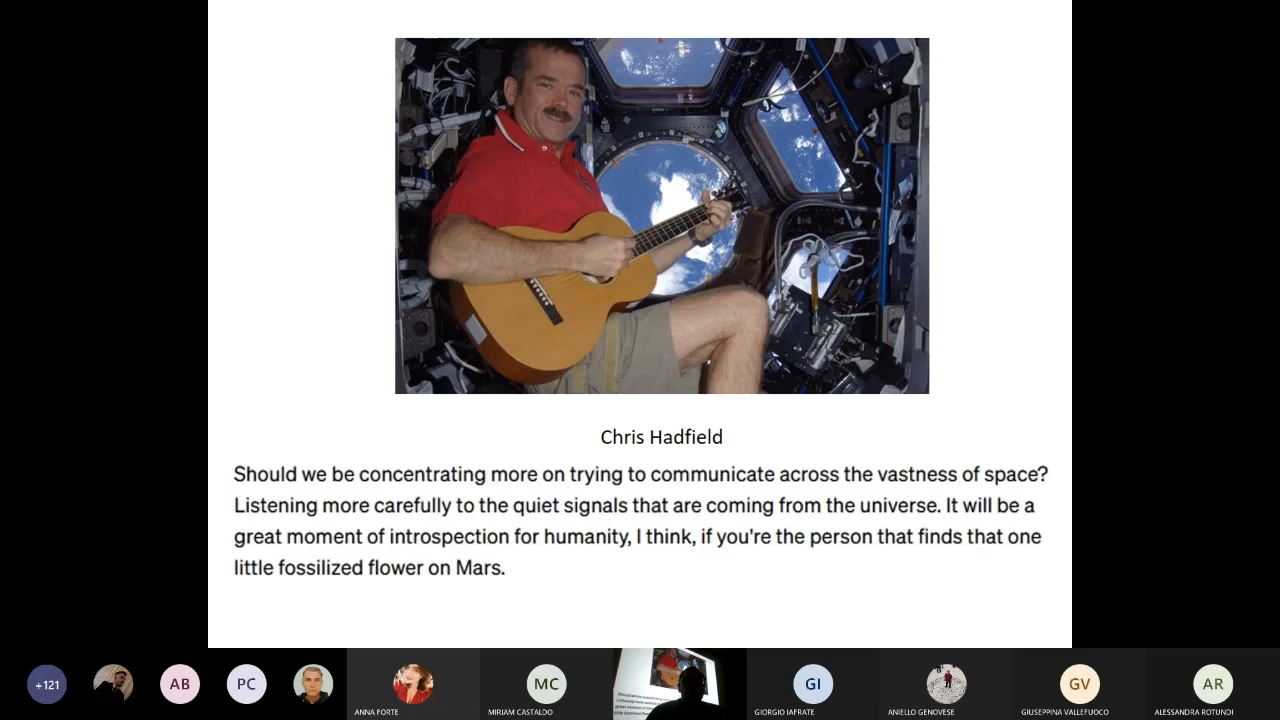 Chris Hadfield
Should we be concentrating more on trying to communicate across the vastness of space?
Listening more carefully to the quiet signals that are coming from the universe. It will be a
great moment of introspection for humanity, I think, if you're the person that finds that one
little fossilized flower on Mars.
+121
AB
PC
MC
GI
GV
AR
ANNA FORTE
MIRIAM CASTALDO
GIORGIO IAFRATE
ANIELLO GENOVESE
GIUSEPPINA VALLEFUOCO
ALESSANDRA ROTUNDI